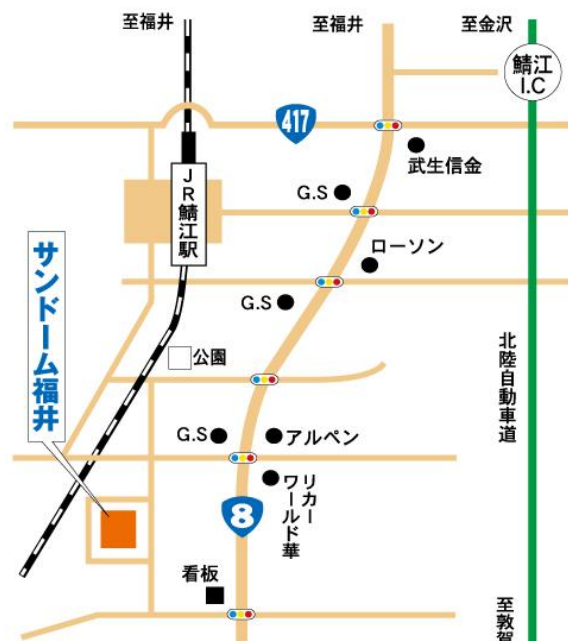 至福井
至福井
至金沢
鯖江
I.C
417
武生信金
JR鯖江駅
G.S
ローソン
サンドーム福井
G.S
公園
北陸自動車道
G.S
アルペン
リカー
ワールド華
8
看板
至敦賀